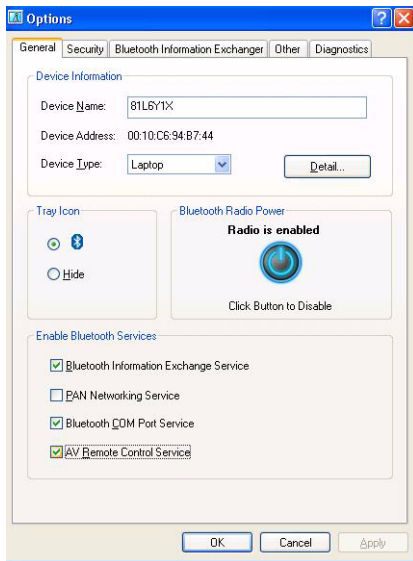 Options
General Security Bluetooth Information Exchanger Other Diagnostics
Device Information
Device Name: 81L6Y1X
Device Address: 00:10:C6:94:B7:44
Device Type: Laptop Detail...
Tray Icon
Hide
Bluetooth Radio Power
Radio is enabled
Click Button to Disable
Enable Bluetooth Services
Bluetooth Information Exchange Service
PAN Networking Service
Bluetooth COM Port Service
AV Remote Control Service
OK Cancel Apply